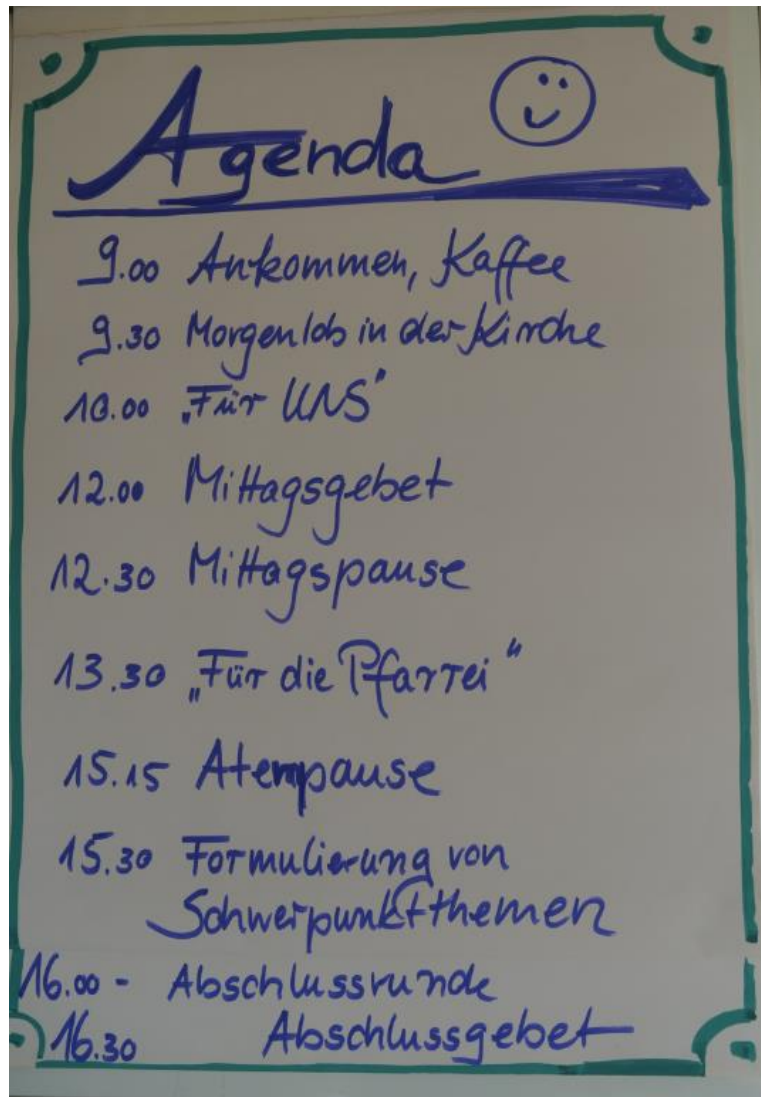 Agenda
9.00 Ankommen, Kaffee
9.30 Morgenlob in der Kirche
10.00 „Für UNS"
12.00 Mittagsgebet
12.30 Mittagspause
13.30 „Für die Pfarrei"
15.15 Atempause
15.30 Formulierung von
Schwerpunktthemen
16.00 - Abschlussrunde
16.30 Abschlussgebet